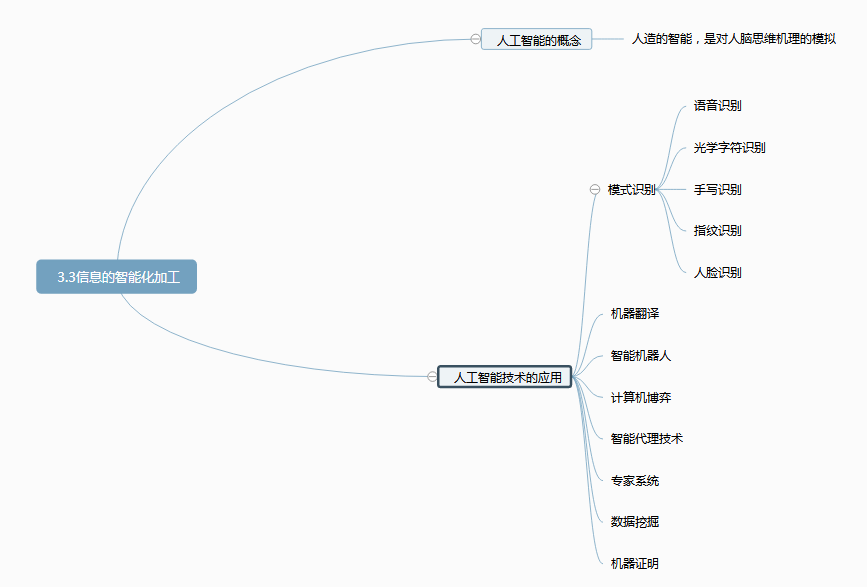 人工智能的概念
人造的智能，是对人脑思维机理的模拟
语音识别
光学字符识别
模式识别
手写识别
指纹识别
人脸识别
3.3信息的智能化加工
机器翻译
智能机器人
人工智能技术的应用
计算机博弈
智能代理技术
专家系统
数据挖掘
机器证明